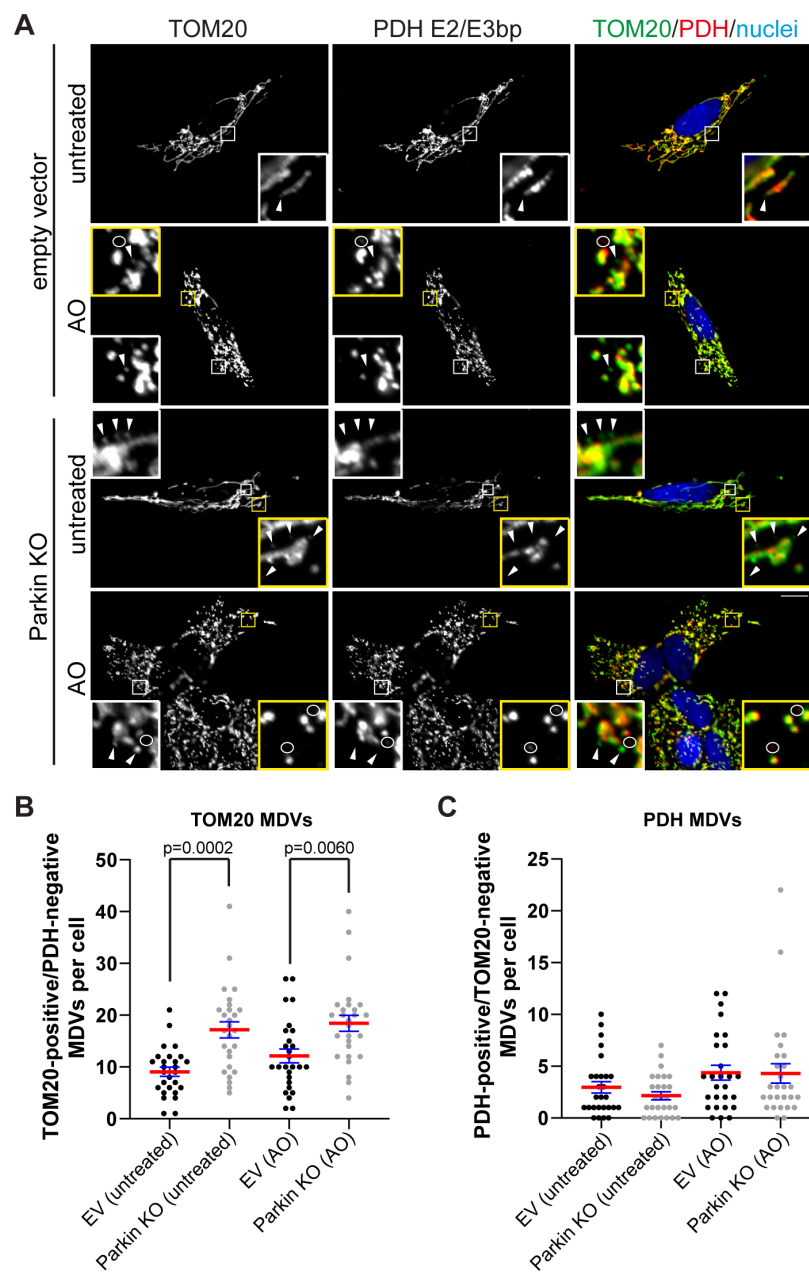 A
TOM20
PDH E2/E3bp
TOM20/PDH/nuclei
empty vector
untreated
AO
Parkin KO
untreated
AO
B
TOM20 MDVs
p=0.0002
p=0.0060
TOM20-positive/PDH-negative
MDVs per cell
50
40
30
20
10
0
EV (untreated)
Parkin KO (untreated)
EV (AO)
Parkin KO (AO)
C
PDH MDVs
PDH-positive/TOM20-negative
MDVs per cell
25
20
15
10
5
0
EV (untreated)
Parkin KO (untreated)
EV (AO)
Parkin KO (AO)